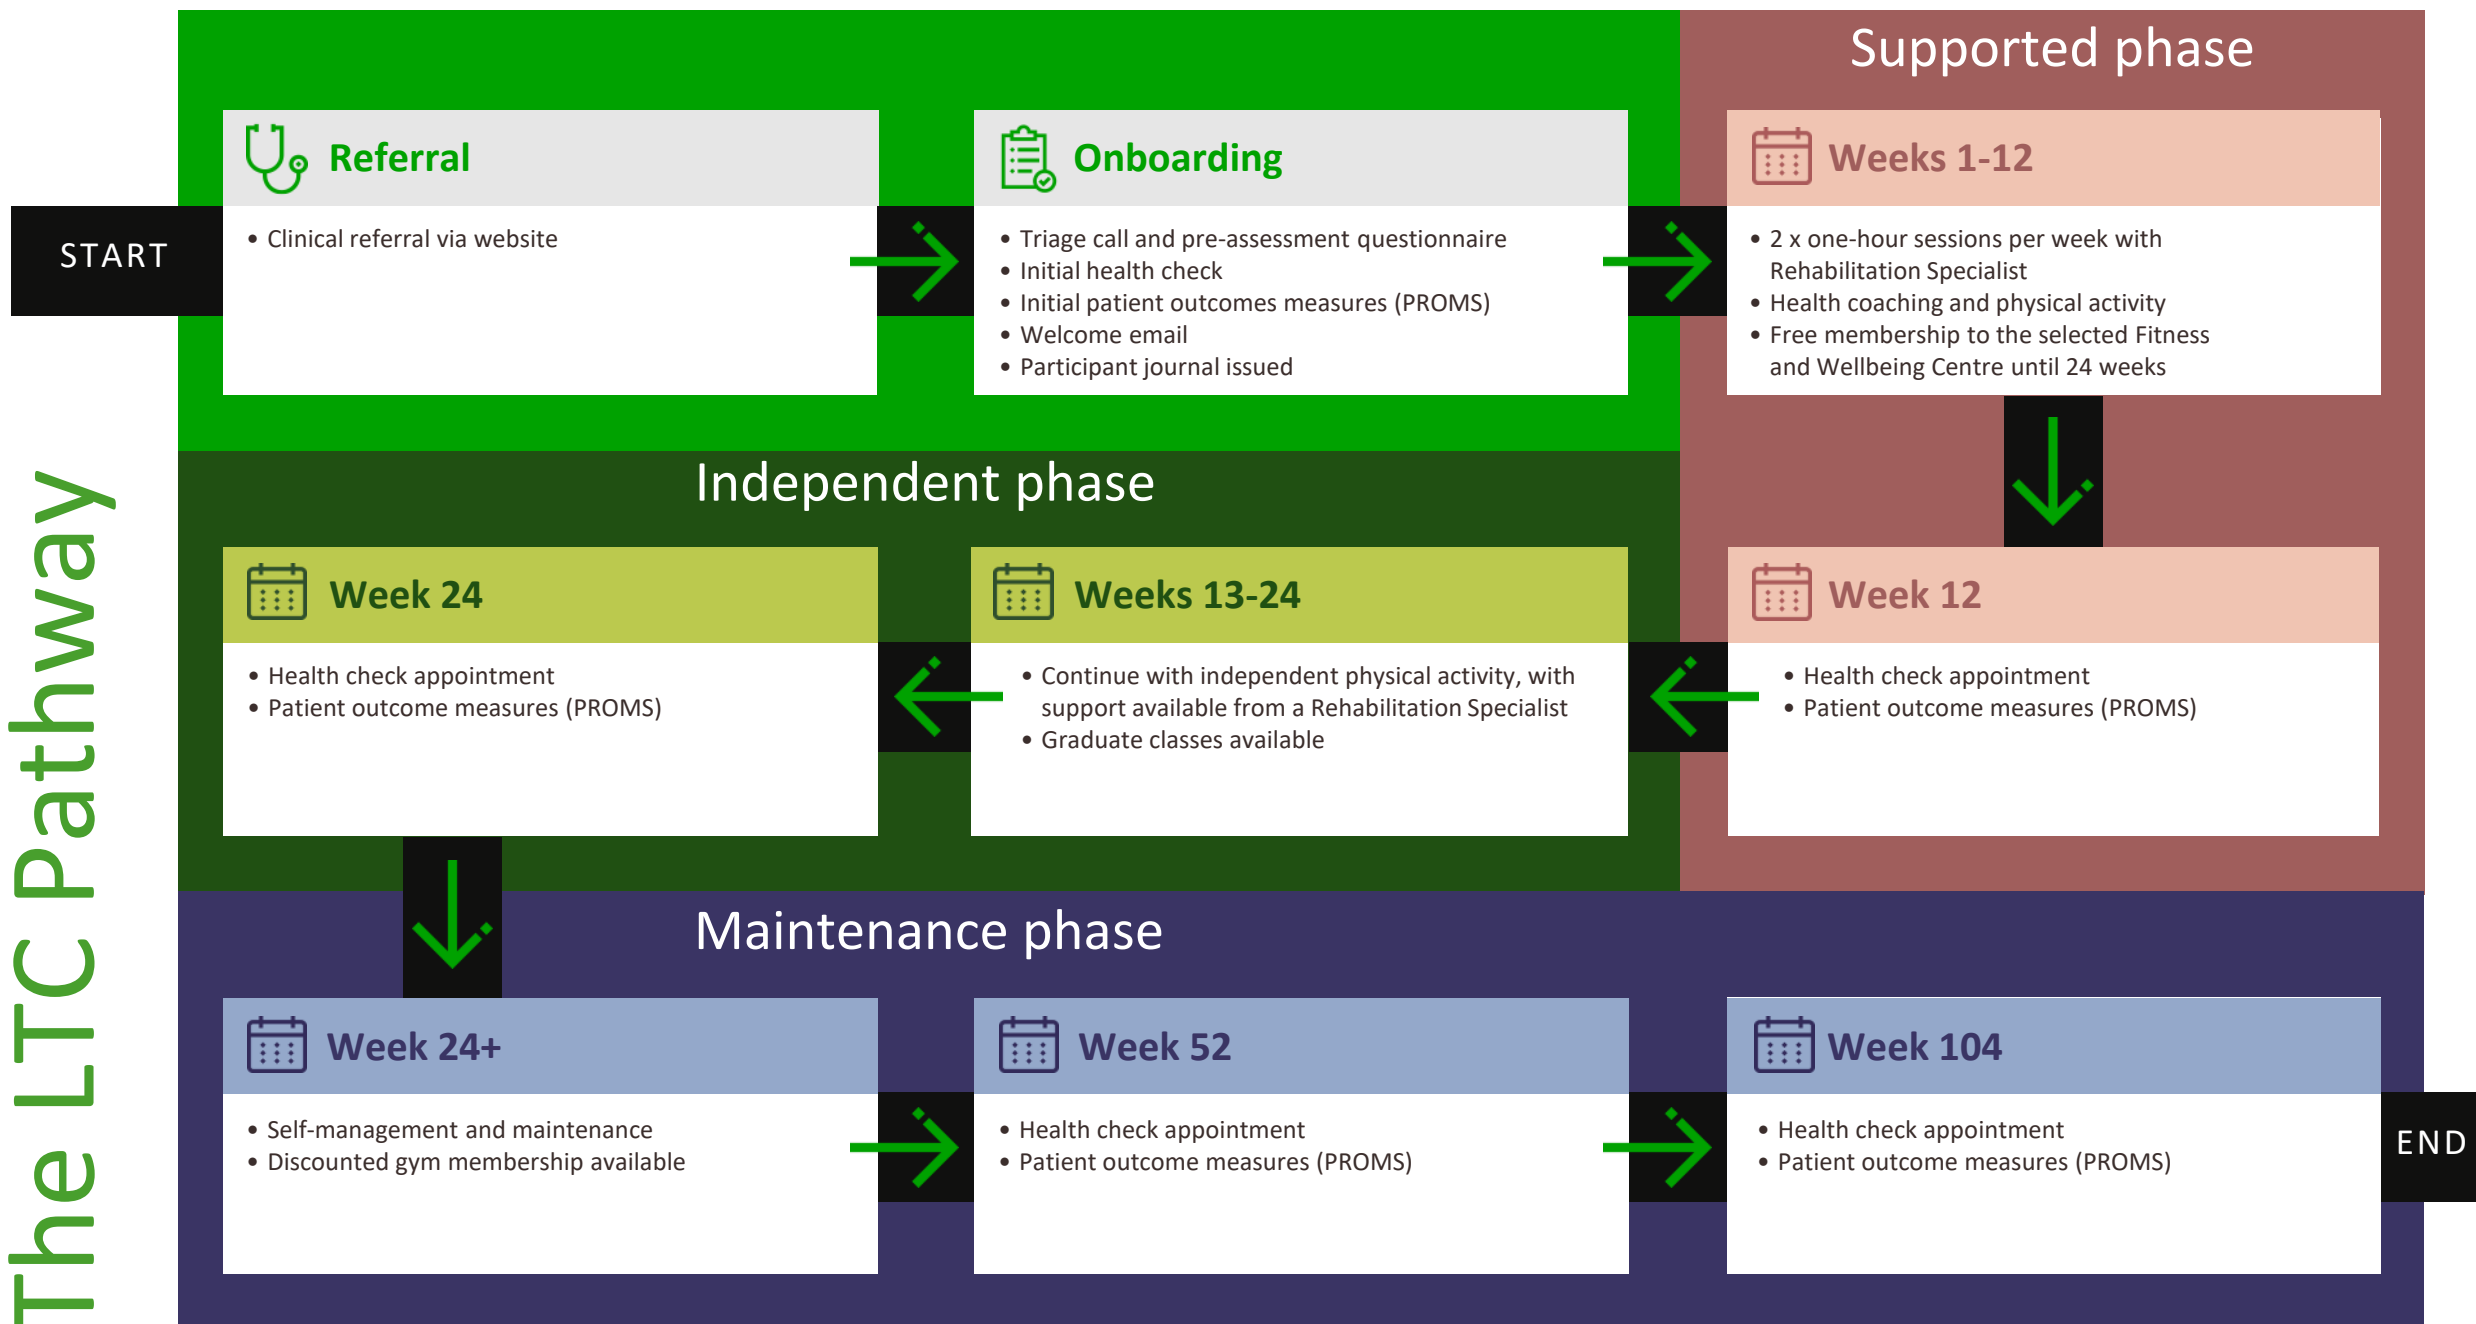 The LTC Pathway
START
Referral
• Clinical referral via website
Onboarding
• Triage call and pre-assessment questionnaire
• Initial health check
• Initial patient outcomes measures (PROMS)
• Welcome email
• Participant journal issued
Supported phase
Weeks 1-12
• 2 x one-hour sessions per week with
Rehabilitation Specialist
• Health coaching and physical activity
• Free membership to the selected Fitness
and Wellbeing Centre until 24 weeks
Week 12
• Health check appointment
• Patient outcome measures (PROMS)
Independent phase
Weeks 13-24
• Continue with independent physical activity, with
support available from a Rehabilitation Specialist
• Graduate classes available
Week 24
• Health check appointment
• Patient outcome measures (PROMS)
Maintenance phase
Week 24+
• Self-management and maintenance
• Discounted gym membership available
Week 52
• Health check appointment
• Patient outcome measures (PROMS)
Week 104
• Health check appointment
• Patient outcome measures (PROMS)
END